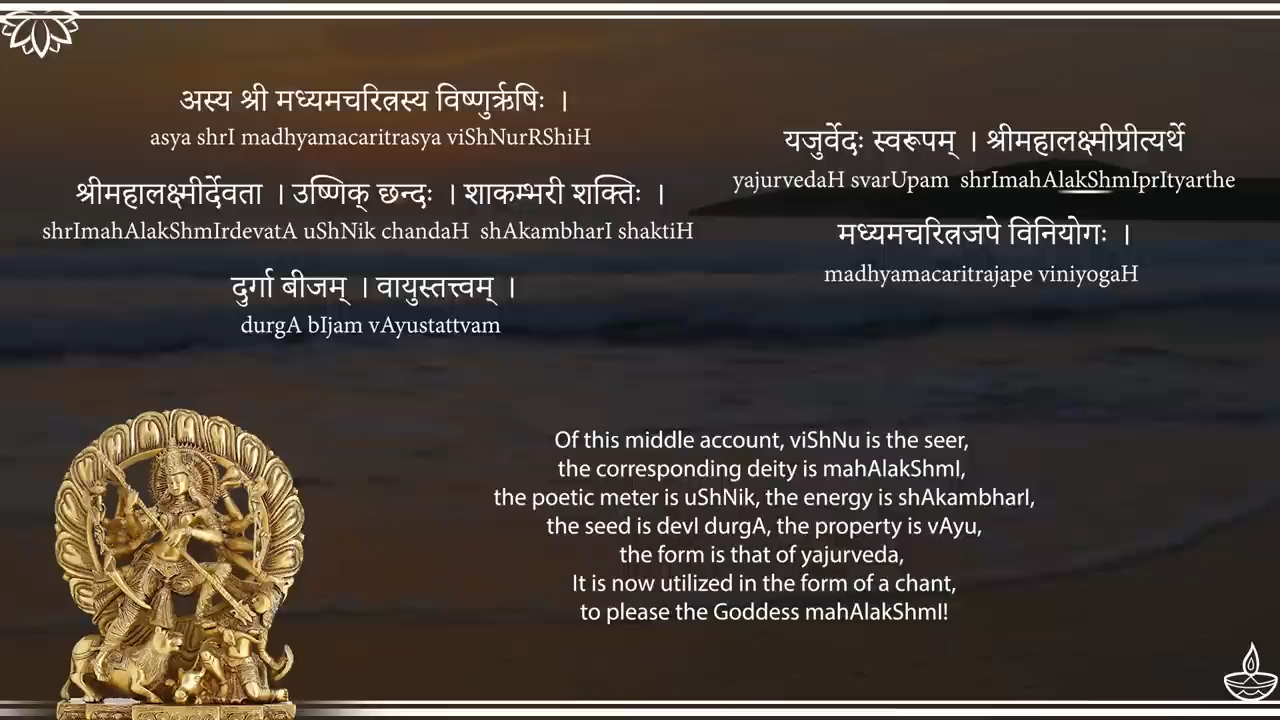 अस्य श्री मध्यमचरित्रस्य विष्णुर्ऋषिः ।
asya shrI madhyamacaritrasya viShNurRShiH
श्रीमहालक्ष्मीर्देवता । उष्णिक् छन्दः । शाकम्भरी शक्तिः ।
shrImahAlakShmIrdevatA uShNik chandaH shAkambharI shaktiH
दुर्गा बीजम् । वायुस्तत्त्वम् ।
durgA bIjam vAyustattvam
यजुर्वेदः स्वरूपम् । श्रीमहालक्ष्मीप्रीत्यर्थे
yajurvedaH svarUpam shrImahAlakShmIprItyarthe
मध्यमचरित्रजपे विनियोगः ।
madhyamacaritrajape viniyogaH
Of this middle account, viShNu is the seer,
the corresponding deity is mahAlakShmI,
the poetic meter is uShNik, the energy is shAkambharI,
the seed is devI durgA, the property is vAyu,
the form is that of yajurveda,
It is now utilized in the form of a chant,
to please the Goddess mahAlakShmI!